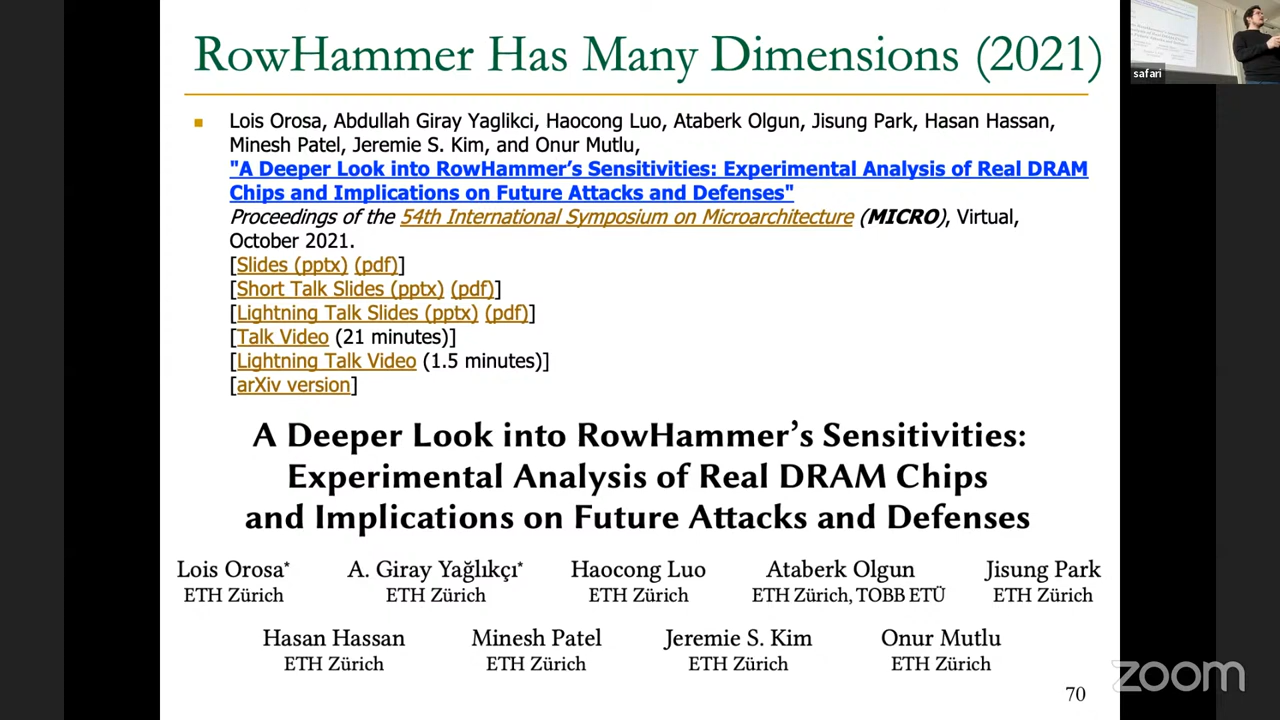 RowHammer Has Many Dimensions (2021)
Lois Orosa, Abdullah Giray Yaglikci, Haocong Luo, Ataberk Olgun, Jisung Park, Hasan Hassan,
Minesh Patel, Jeremie S. Kim, and Onur Mutlu,
"A Deeper Look into RowHammer's Sensitivities: Experimental Analysis of Real DRAM
Chips and Implications on Future Attacks and Defenses"
Proceedings of the 54th International Symposium on Microarchitecture (MICRO), Virtual,
October 2021.
[Slides (pptx) (pdf)]
[Short Talk Slides (pptx) (pdf)]
[Lightning Talk Slides (pptx) (pdf)]
[Talk Video (21 minutes)]
[Lightning Talk Video (1.5 minutes)]
[arXiv version]
A Deeper Look into RowHammer's Sensitivities:
Experimental Analysis of Real DRAM Chips
and Implications on Future Attacks and Defenses
Lois Orosa* A. Giray Yağlıkçı* Haocong Luo Ataberk Olgun Jisung Park
ETH Zürich ETH Zürich ETH Zürich ETH Zürich, TOBB ETÜ ETH Zürich
Hasan Hassan Minesh Patel Jeremie S. Kim Onur Mutlu
ETH Zürich ETH Zürich ETH Zürich ETH Zürich
70
safari
zoom